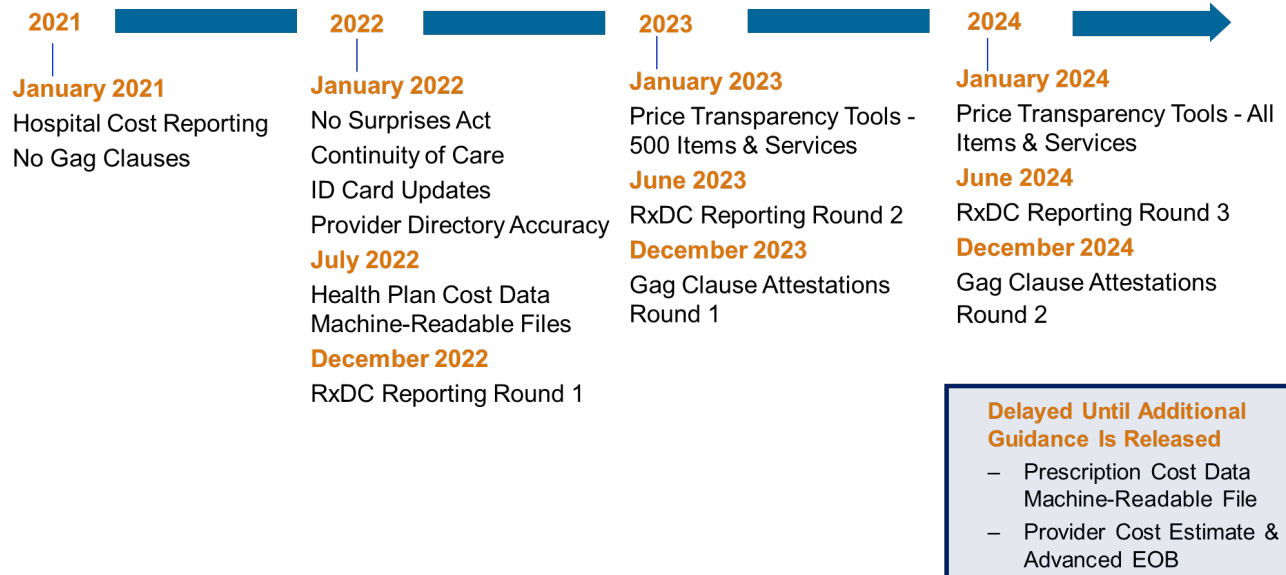 2021
January 2021
Hospital Cost Reporting
No Gag Clauses
2022
January 2022
No Surprises Act
Continuity of Care
ID Card Updates
Provider Directory Accuracy
July 2022
Health Plan Cost Data
Machine-Readable Files
December 2022
RxDC Reporting Round 1
2023
January 2023
Price Transparency Tools -
500 Items & Services
June 2023
RxDC Reporting Round 2
December 2023
Gag Clause Attestations
Round 1
2024
January 2024
Price Transparency Tools - All
Items & Services
June 2024
RxDC Reporting Round 3
December 2024
Gag Clause Attestations
Round 2
Delayed Until Additional
Guidance Is Released
– Prescription Cost Data
Machine-Readable File
– Provider Cost Estimate &
Advanced EOB